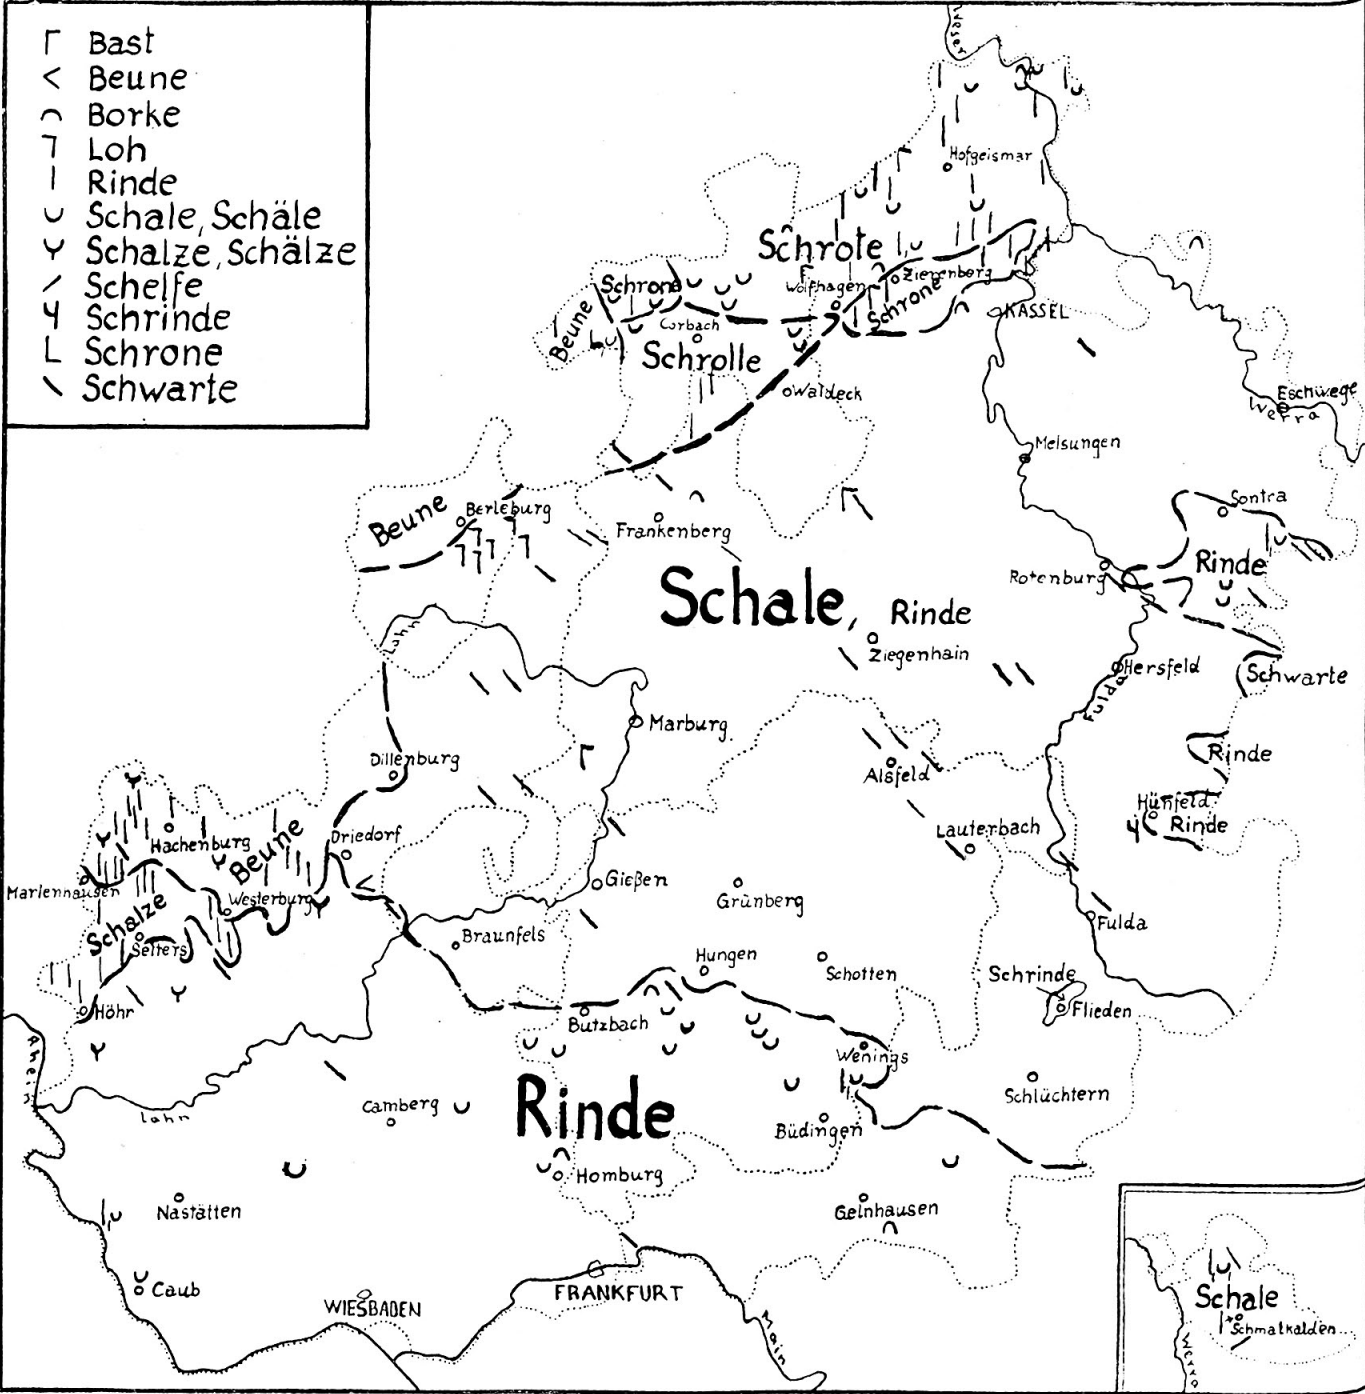 Bast
Beune
Borke
Loh
Rinde
Schale, Schäle
Schalze, Schälze
Schelfe
Schrinde
Schrone
Schwarte
Weser
Hofgeismar
Schrote
Schrone
Wolfhagen
Zierenberg
Schrone
Beune
Corbach
KASSEL
Schrolle
Waldeck
Eschwege
Werra
Melsungen
Beune
Berleburg
Sontra
Frankenberg
Rinde
Rotenburg
Schale, Rinde
Lahn
Ziegenhain
Hersfeld
Schwarte
Fulda
Marburg
Rinde
Dillenburg
Alsfeld
Hünfeld
Rinde
Hachenburg
Beune
Driedorf
Lauterbach
Marienhausen
Gießen
Westerburg
Grünberg
Schalze
Fulda
Selters
Braunfels
Hungen
Schotten
Schrinde
Höhr
Flieden
Butzbach
Rhein
Wenings
Rinde
Schlüchtern
Lahn
Camberg
Büdingen
Homburg
Nastätten
Gelnhausen
Caub
WIESBADEN
FRANKFURT
Main
Schale
Schmalkalden
Werra